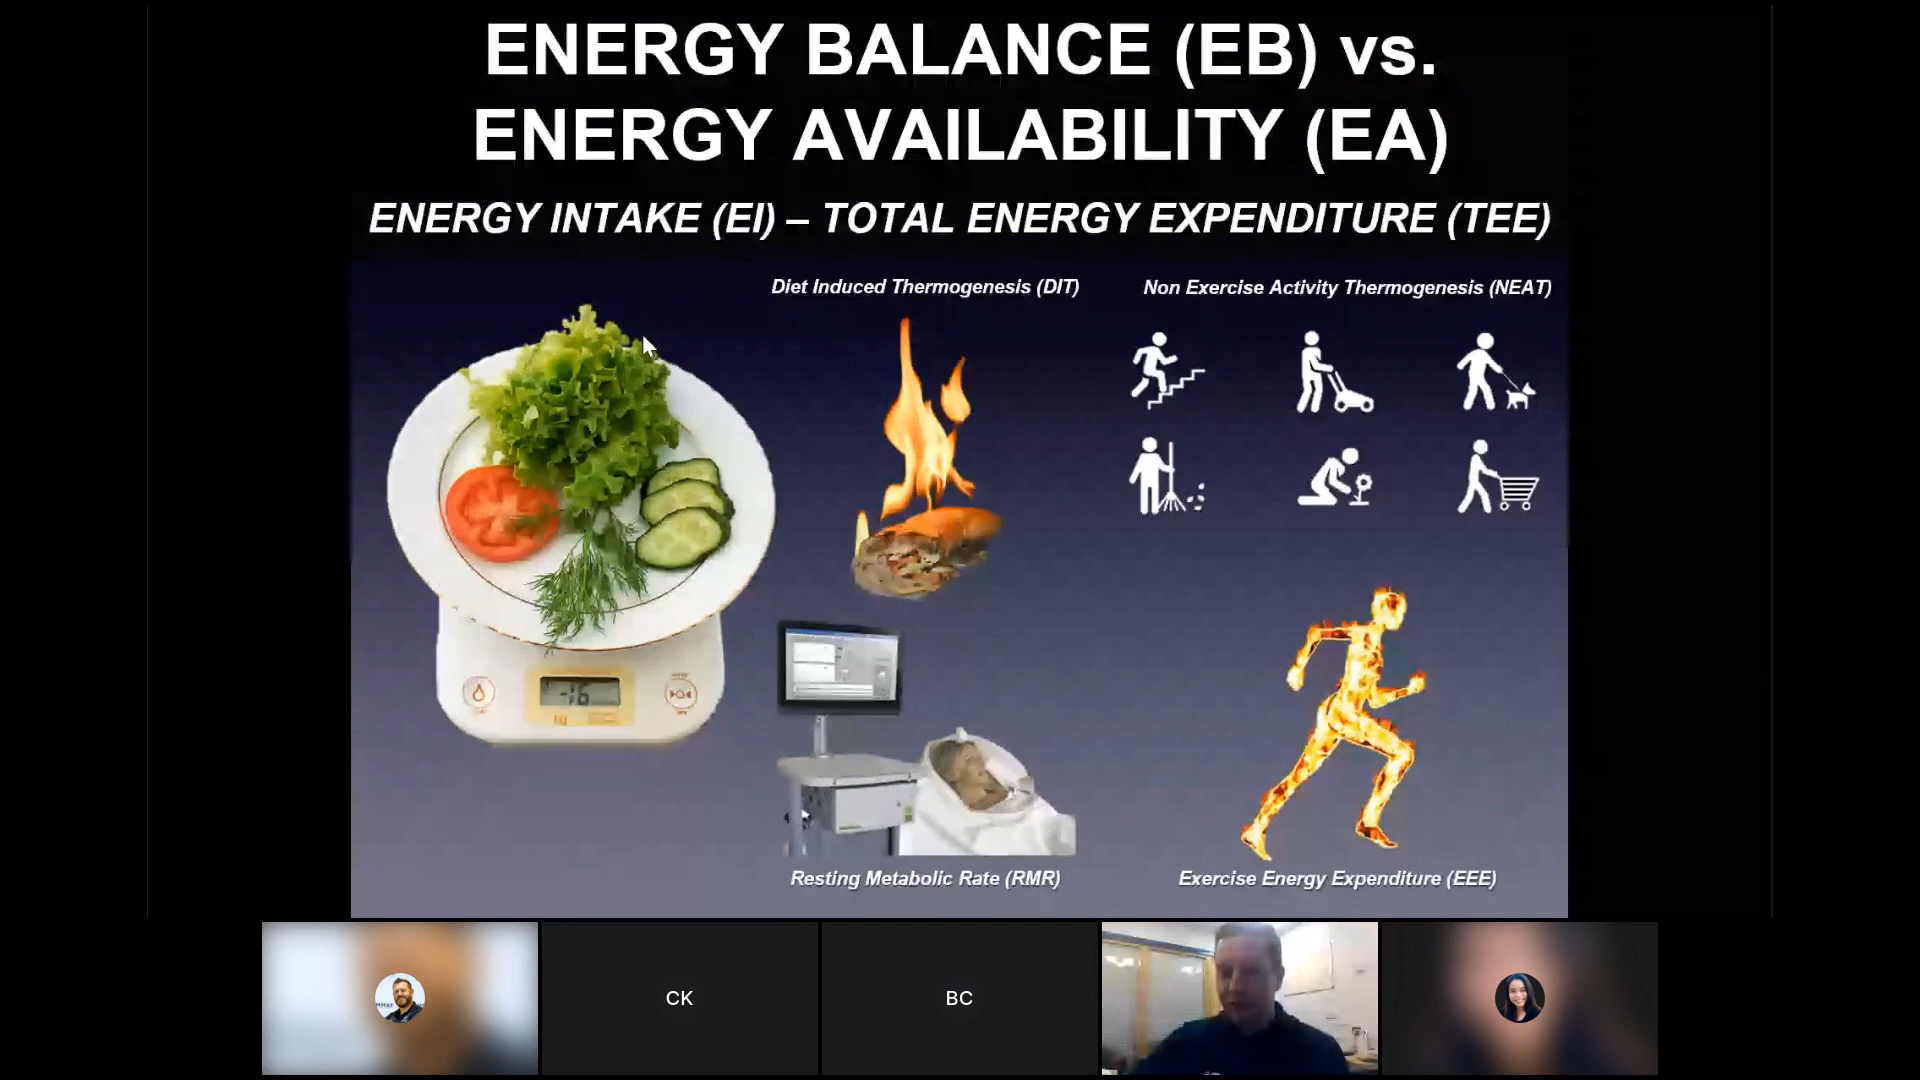 ENERGY BALANCE (EB) vs.
ENERGY AVAILABILITY (EA)
ENERGY INTAKE (EI) – TOTAL ENERGY EXPENDITURE (TEE)
Diet Induced Thermogenesis (DIT)
Non Exercise Activity Thermogenesis (NEAT)
-16
Resting Metabolic Rate (RMR)
Exercise Energy Expenditure (EEE)
CK
BC